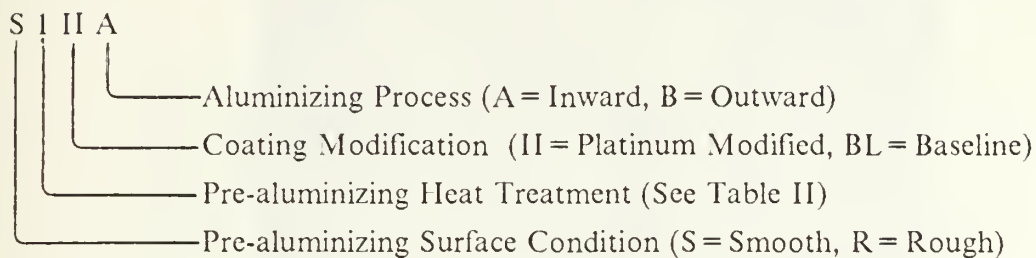 S 1 II A
Aluminizing Process (A = Inward, B = Outward)
Coating Modification (II = Platinum Modified, BL = Baseline)
Pre-aluminizing Heat Treatment (See Table II)
Pre-aluminizing Surface Condition (S = Smooth, R = Rough)